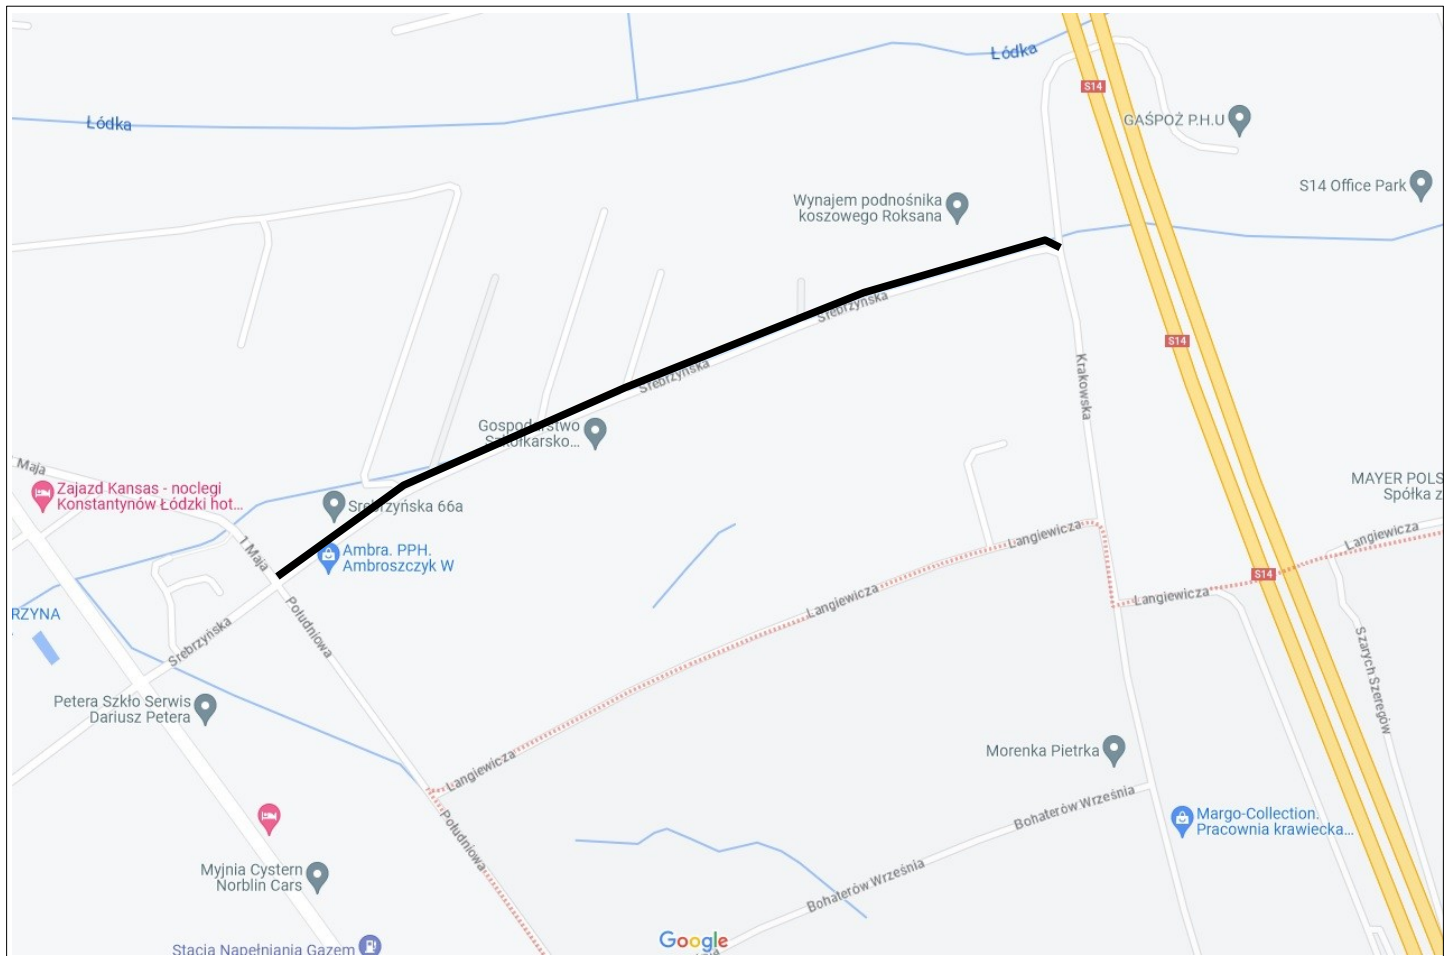 Łódka
S14
Łódka
GAŚPOŻ P.H.U
S14 Office Park
Wynajem podnośnika
koszowego Roksana
Srebrzyńska
S14
Srebrzyńska
Krakowska
Gospodarstwo
Szkółkarsko...
Maja
Zajazd Kansas - noclegi
Konstantynów Łódzki hot...
Srebrzyńska 66a
MAYER POLS
Spółka z
Langiewicza
Langiewicza
1 Maja
Ambra. PPH.
Ambroszczyk W
S14
Langiewicza
Langiewicza
RZYNA
Południowa
Srebrzyńska
Szarych Szeregów
Petera Szkło Serwis
Dariusz Petera
Morenka Pietrka
Langiewicza
Bohaterów Września
Margo-Collection.
Pracownia krawiecka...
Południowa
Myjnia Cystern
Norblin Cars
Bohaterów Września
Google
Stacja Napełniania Gazem